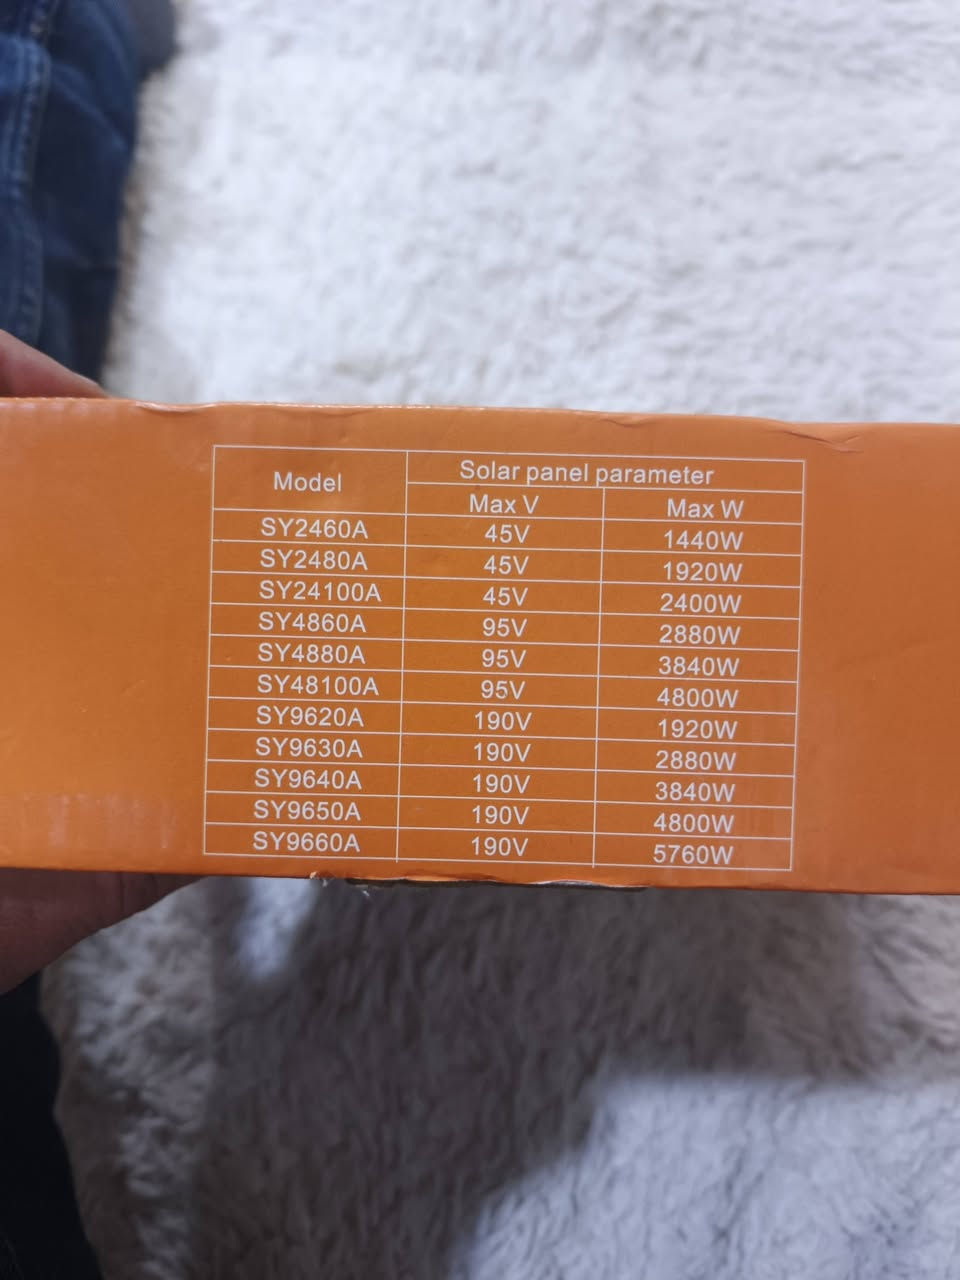 Model Solar panel parameter
Max V Max W
SY2460A 45V 1440W
SY2480A 45V 1920W
SY24100A 45V 2400W
SY4860A 95V 2880W
SY4880A 95V 3840W
SY48100A 95V 4800W
SY9620A 190V 1920W
SY9630A 190V 2880W
SY9640A 190V 3840W
SY9650A 190V 4800W
SY9660A 190V 5760W